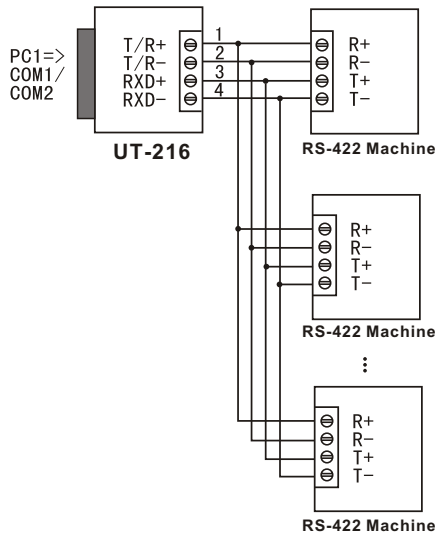 PC1=>
COM1/
COM2
T/R+ 1 R+
T/R- 2 R-
RXD+ 3 T+
RXD- 4 T-
UT-216
RS-422 Machine
R+
R-
T+
T-
RS-422 Machine
R+
R-
T+
T-
RS-422 Machine